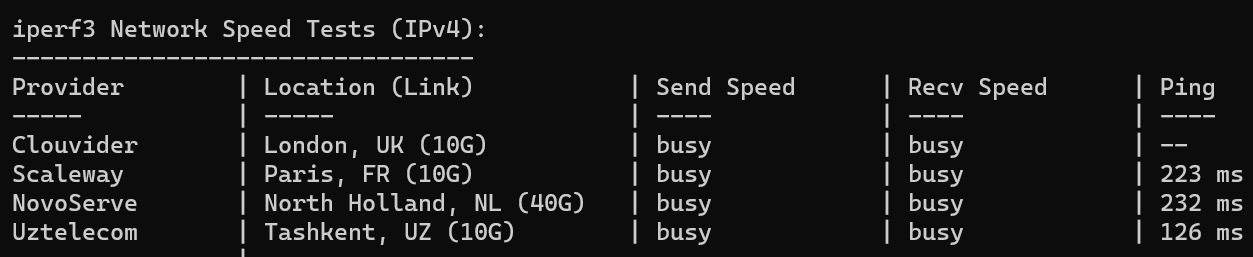 iperf3 Network Speed Tests (IPv4):
---------------------------------
Provider        | Location (Link)           | Send Speed      | Recv Speed      | Ping
-----           | -----                     | ----            | ----            | ----
Clouvider       | London, UK (10G)          | busy            | busy            | --
Scaleway        | Paris, FR (10G)           | busy            | busy            | 223 ms
NovoServe       | North Holland, NL (40G)   | busy            | busy            | 232 ms
Uztelecom       | Tashkent, UZ (10G)        | busy            | busy            | 126 ms